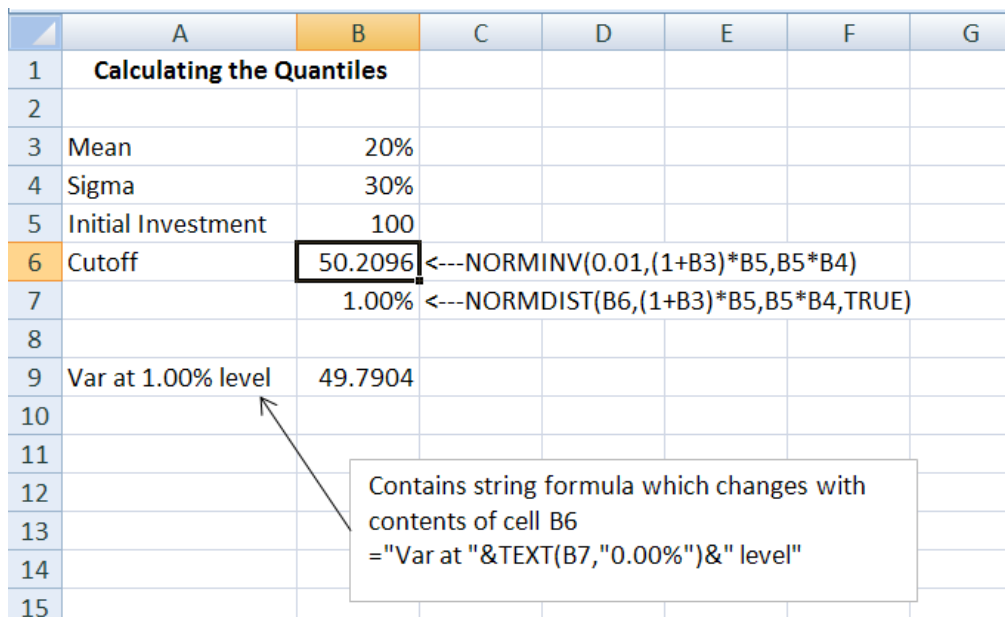 A B C D E F G
1 Calculating the Quantiles
2
3 Mean 20%
4 Sigma 30%
5 Initial Investment 100
6 Cutoff 50.2096 <---NORMINV(0.01,(1+B3)*B5,B5*B4)
7 1.00% <---NORMDIST(B6,(1+B3)*B5,B5*B4,TRUE)
8
9 Var at 1.00% level 49.7904
10
11
12
13
14
15
Contains string formula which changes with
contents of cell B6
="Var at "&TEXT(B7,"0.00%")&" level"